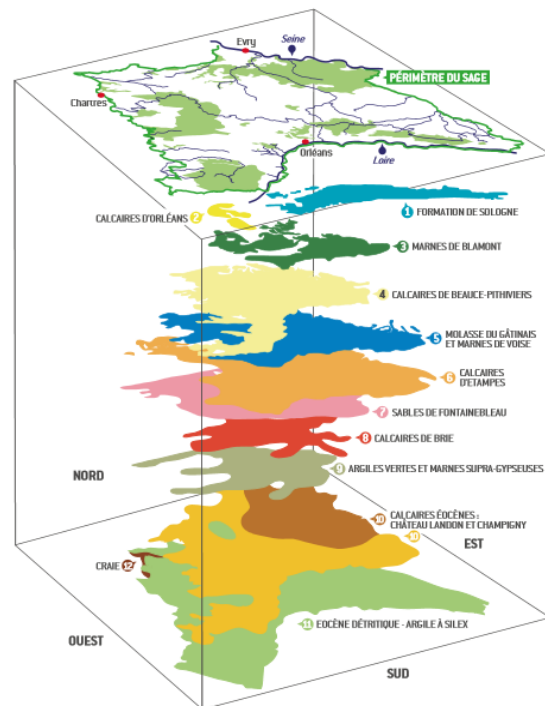 Evry
Seine
PÉRIMÈTRE DU SAGE
Chartres
Orléans
Loire
1 FORMATION DE SOLOGNE
CALCAIRES D'ORLÉANS 2
3 MARNES DE BLAMONT
4 CALCAIRES DE BEAUCE-PITHIVIERS
5 MOLASSE DU GÂTINAIS
ET MARNES DE VOISE
6 CALCAIRES
D'ETAMPES
7 SABLES DE FONTAINEBLEAU
8 CALCAIRES DE BRIE
NORD
9 ARGILES VERTES ET MARNES SUPRA-GYPSEUSES
10 CALCAIRES ÉOCÈNES :
CHÂTEAU LANDON ET CHAMPIGNY
10
EST
CRAIE 12
11 EOCÈNE DÉTRITIQUE - ARGILE À SILEX
OUEST
SUD